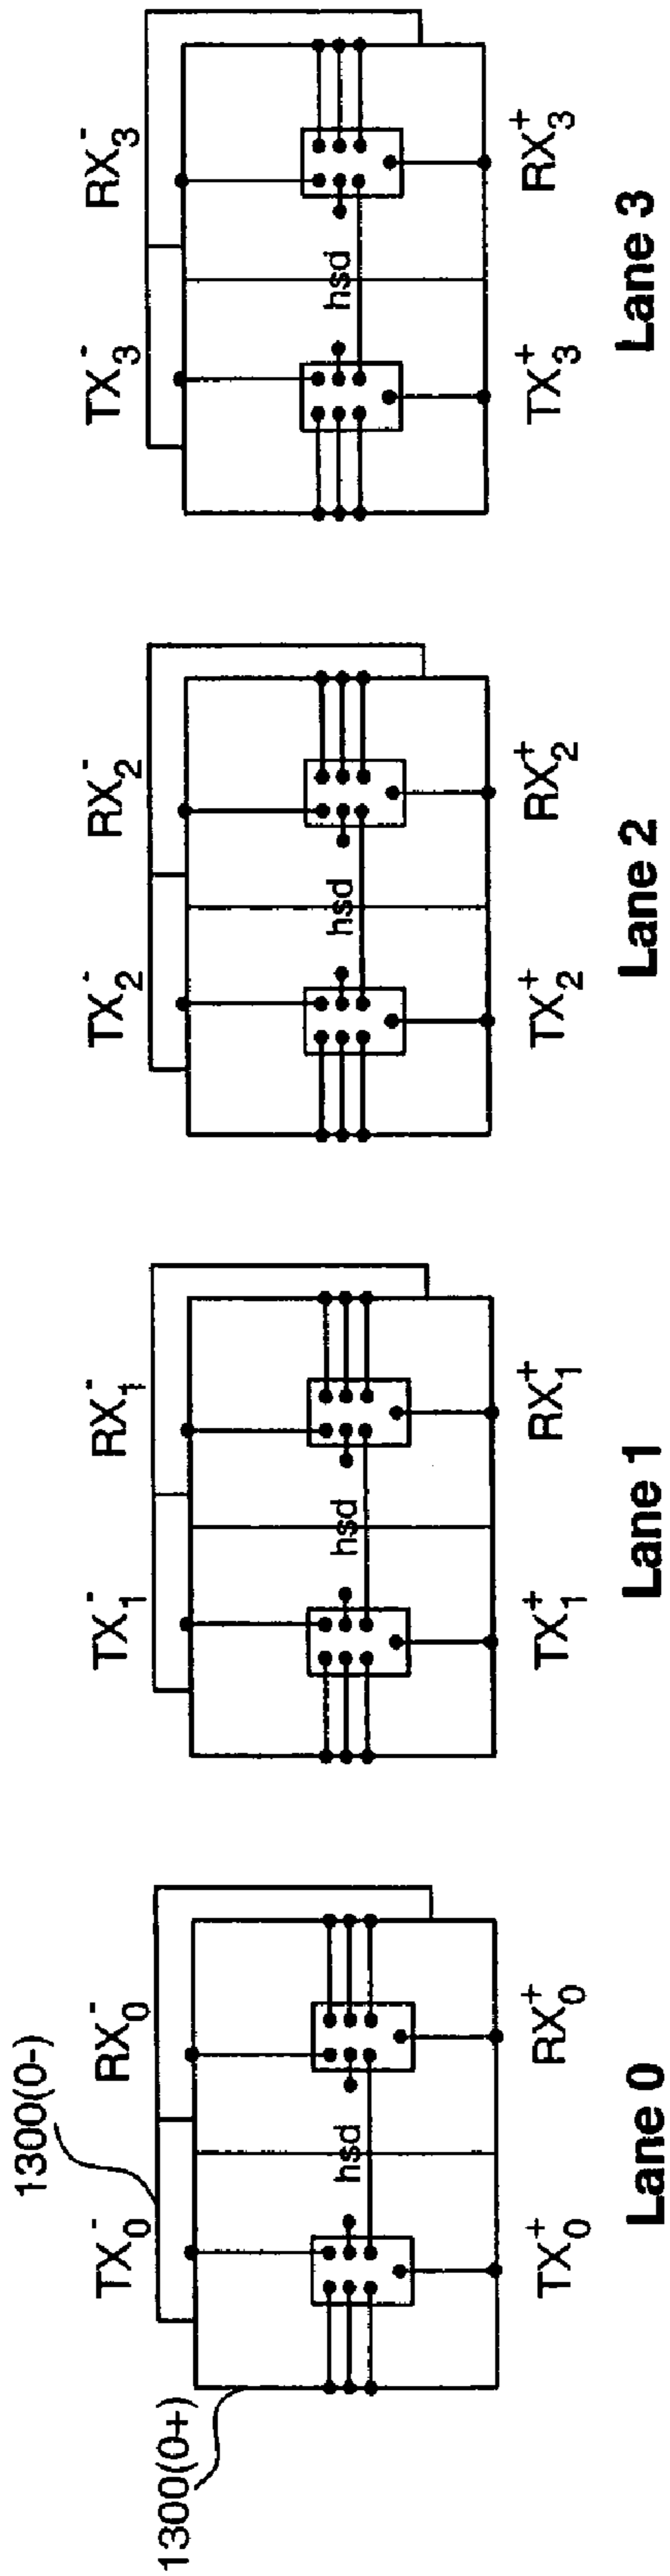 1300(0-)
1300(0+)
TX₀⁻ RX₀⁻ TX₁⁻ RX₁⁻ TX₂⁻ RX₂⁻ TX₃⁻ RX₃⁻
hsd hsd hsd hsd
TX₀⁺ RX₀⁺ TX₁⁺ RX₁⁺ TX₂⁺ RX₂⁺ TX₃⁺ RX₃⁺
Lane 0 Lane 1 Lane 2 Lane 3